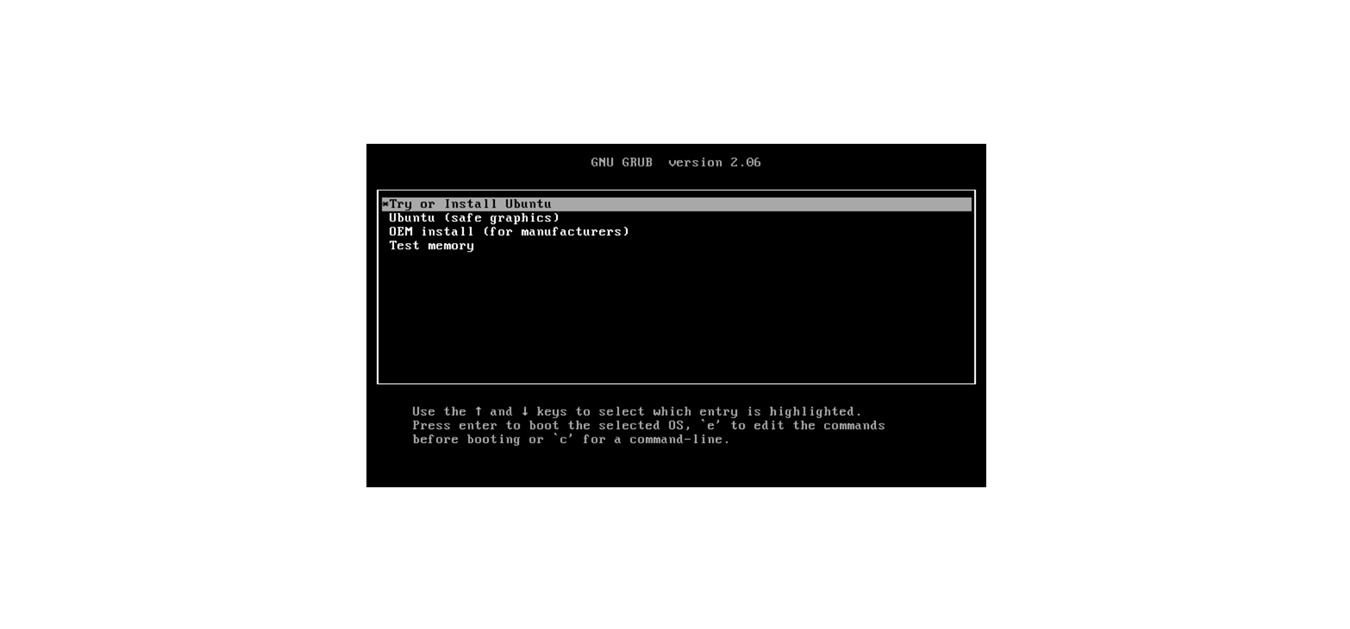 GNU GRUB  version 2.06
*Try or Install Ubuntu
Ubuntu (safe graphics)
OEM install (for manufacturers)
Test memory
Use the ↑ and ↓ keys to select which entry is highlighted.
Press enter to boot the selected OS, `e' to edit the commands
before booting or `c' for a command-line.